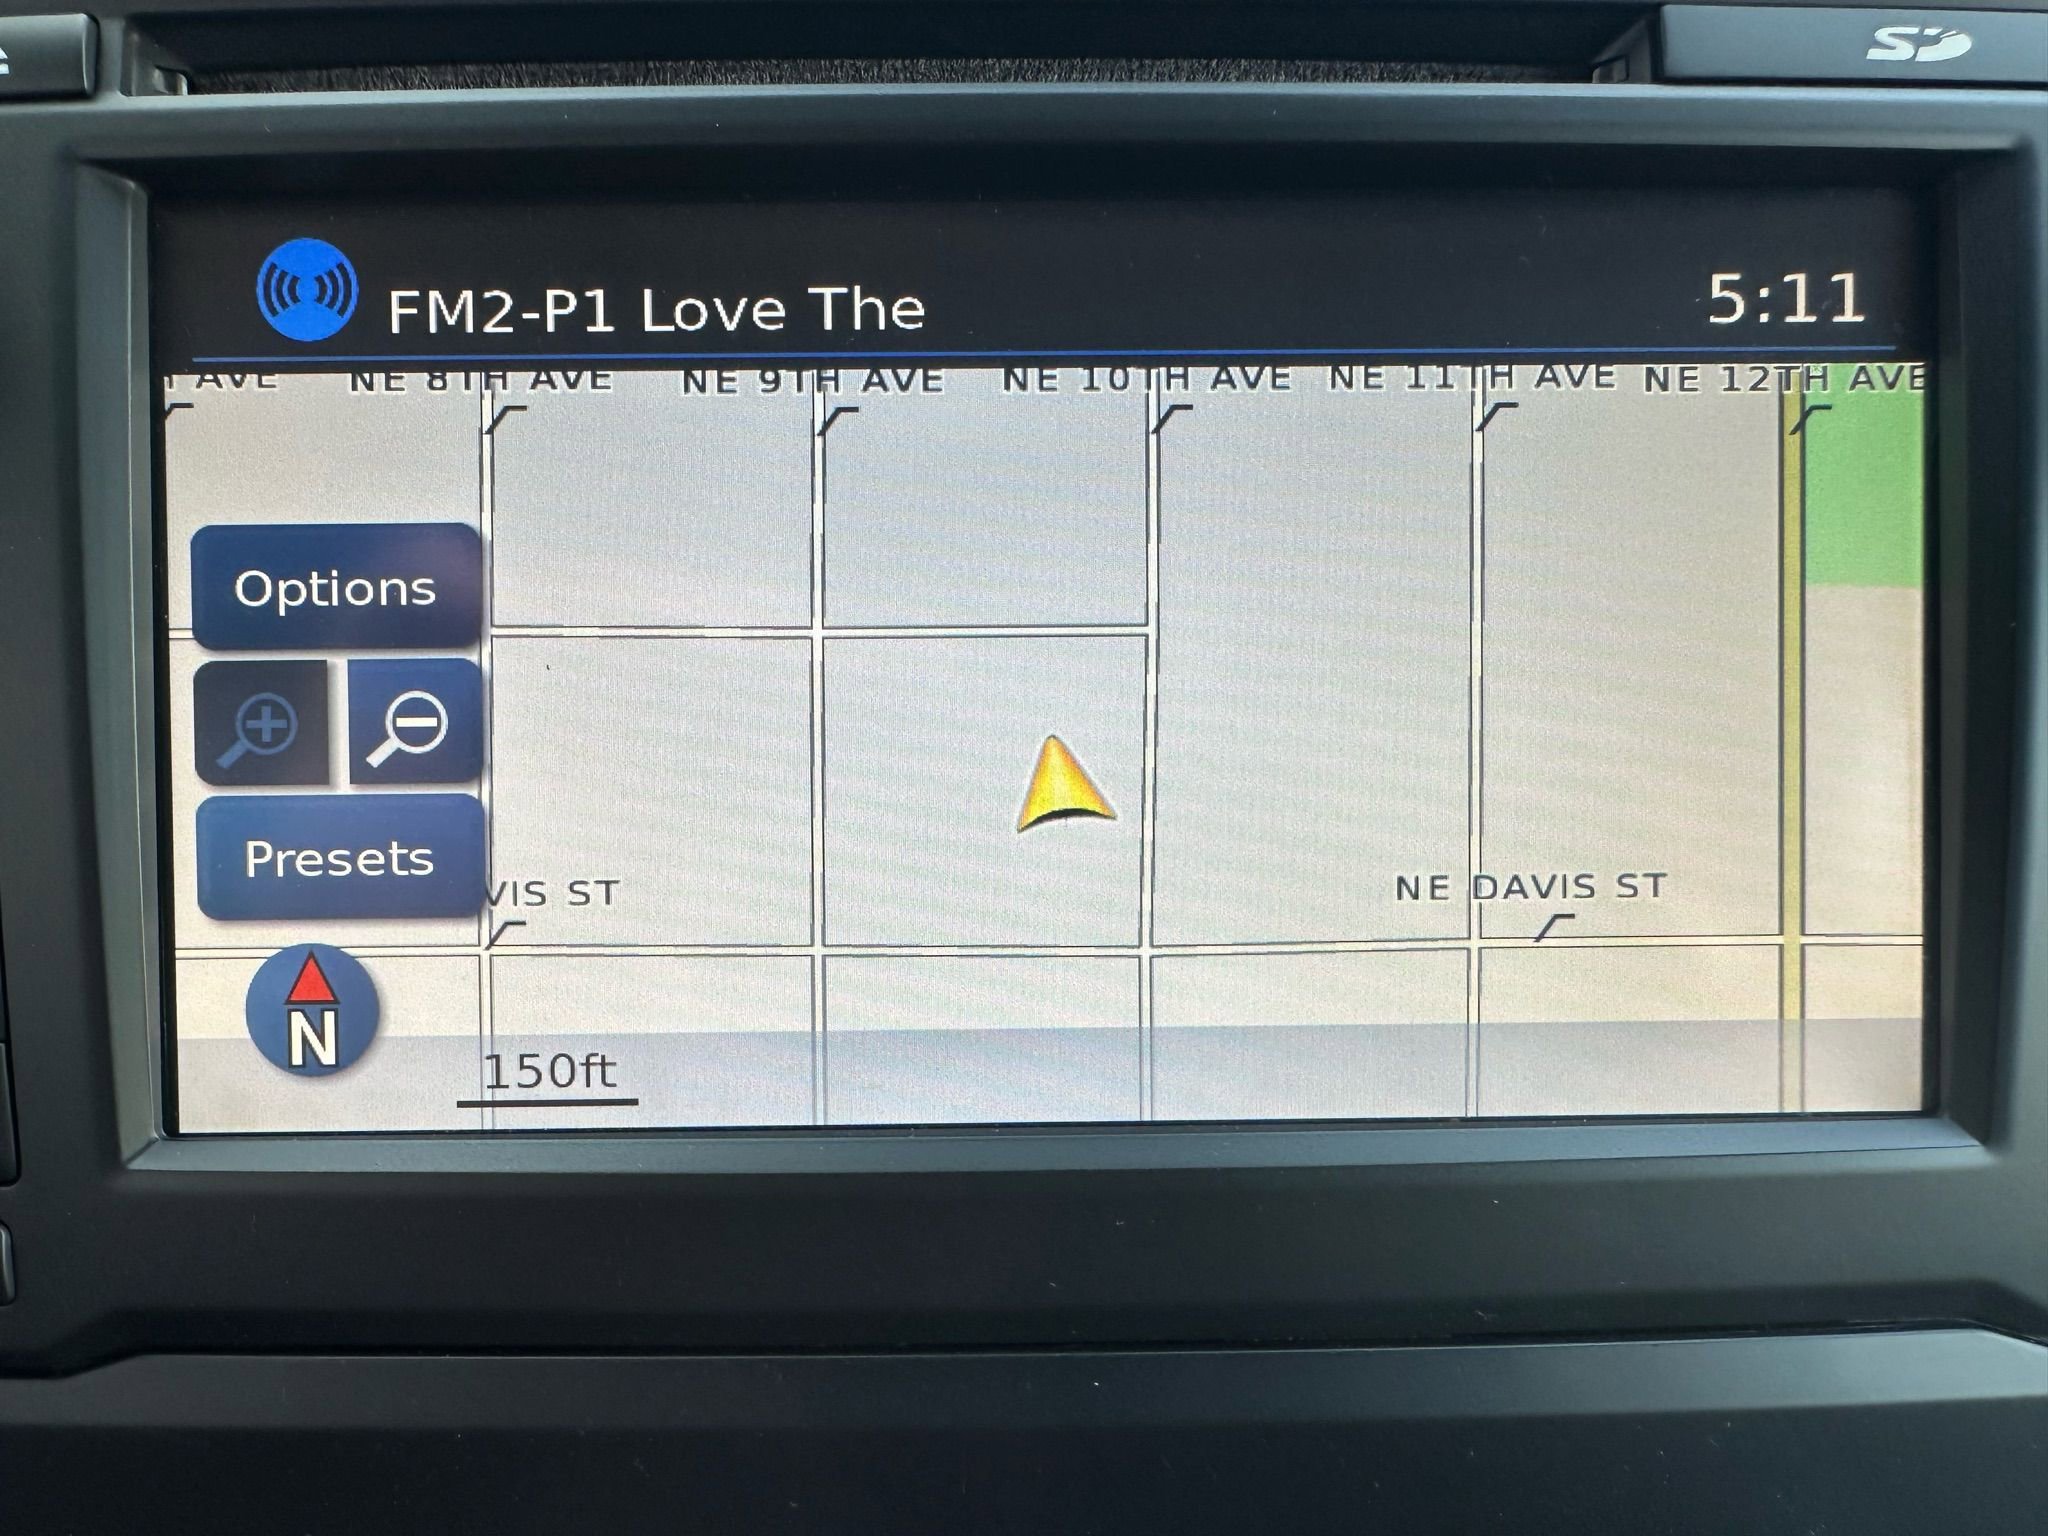 SD
FM2-P1 Love The
5:11
AVE
NE 8TH AVE
NE 9TH AVE
NE 10TH AVE
NE 11TH AVE
NE 12TH AVE
Options
Presets
VIS ST
NE DAVIS ST
N
150ft